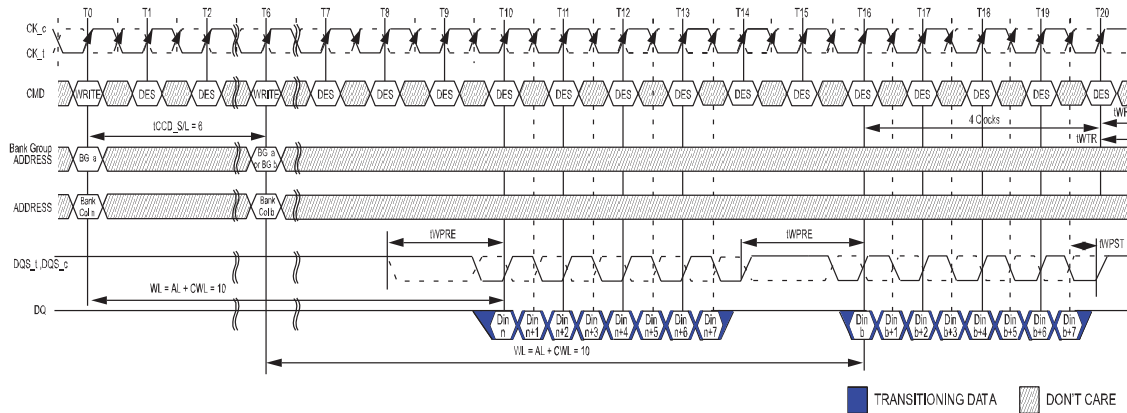 T0 T1 T2 T6 T7 T8 T9 T10 T11 T12 T13 T14 T15 T16 T17 T18 T19 T20
CK_c
CK_t
CMD WRITE DES DES WRITE DES DES DES DES DES DES DES DES DES DES DES DES DES DES
tCCD_S/L = 6
4 Clocks
tWR
tWTR
Bank Group
ADDRESS
BG a
BG a
or BG b
ADDRESS
Bank
Col n
Bank
Col b
tWPRE tWPRE tWPST
DQS_t ,DQS_c
WL = AL + CWL = 10
DQ
Din
n
Din
n+1
Din
n+2
Din
n+3
Din
n+4
Din
n+5
Din
n+6
Din
n+7
Din
b
Din
b+1
Din
b+2
Din
b+3
Din
b+4
Din
b+5
Din
b+6
Din
b+7
WL = AL + CWL = 10
TRANSITIONING DATA DON'T CARE